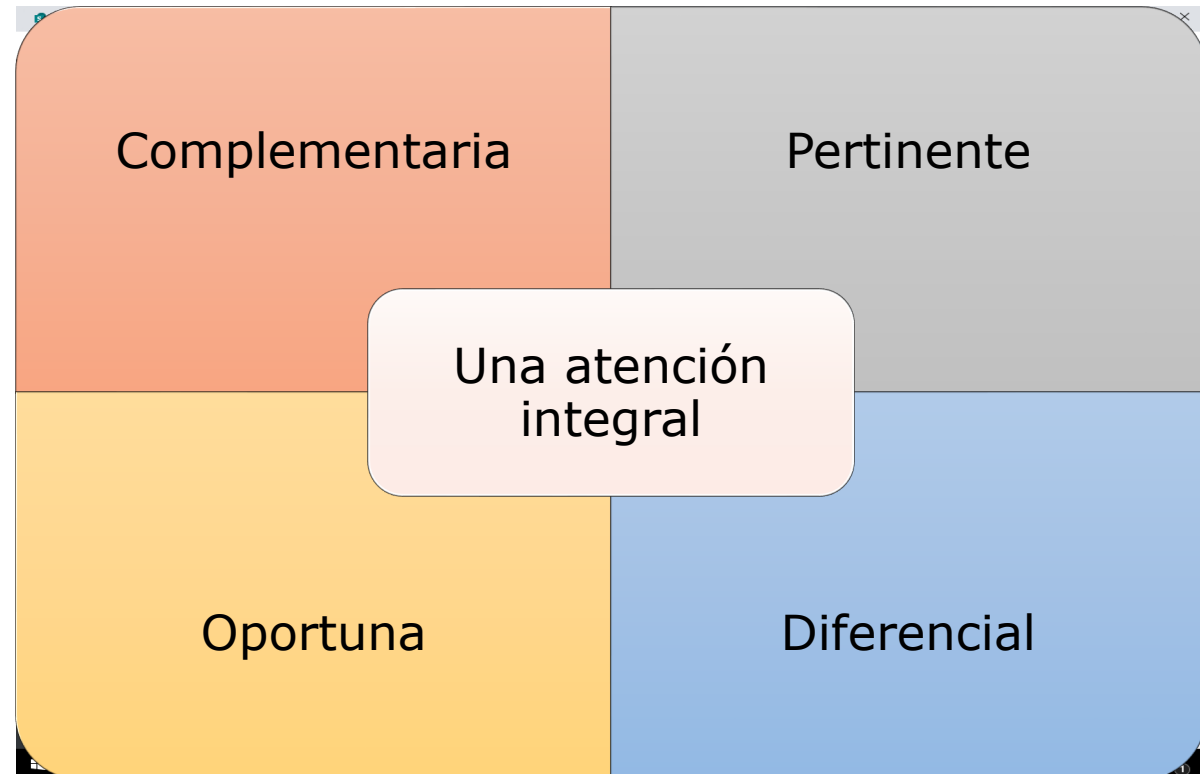 Complementaria
Pertinente
Una atención
integral
Oportuna
Diferencial